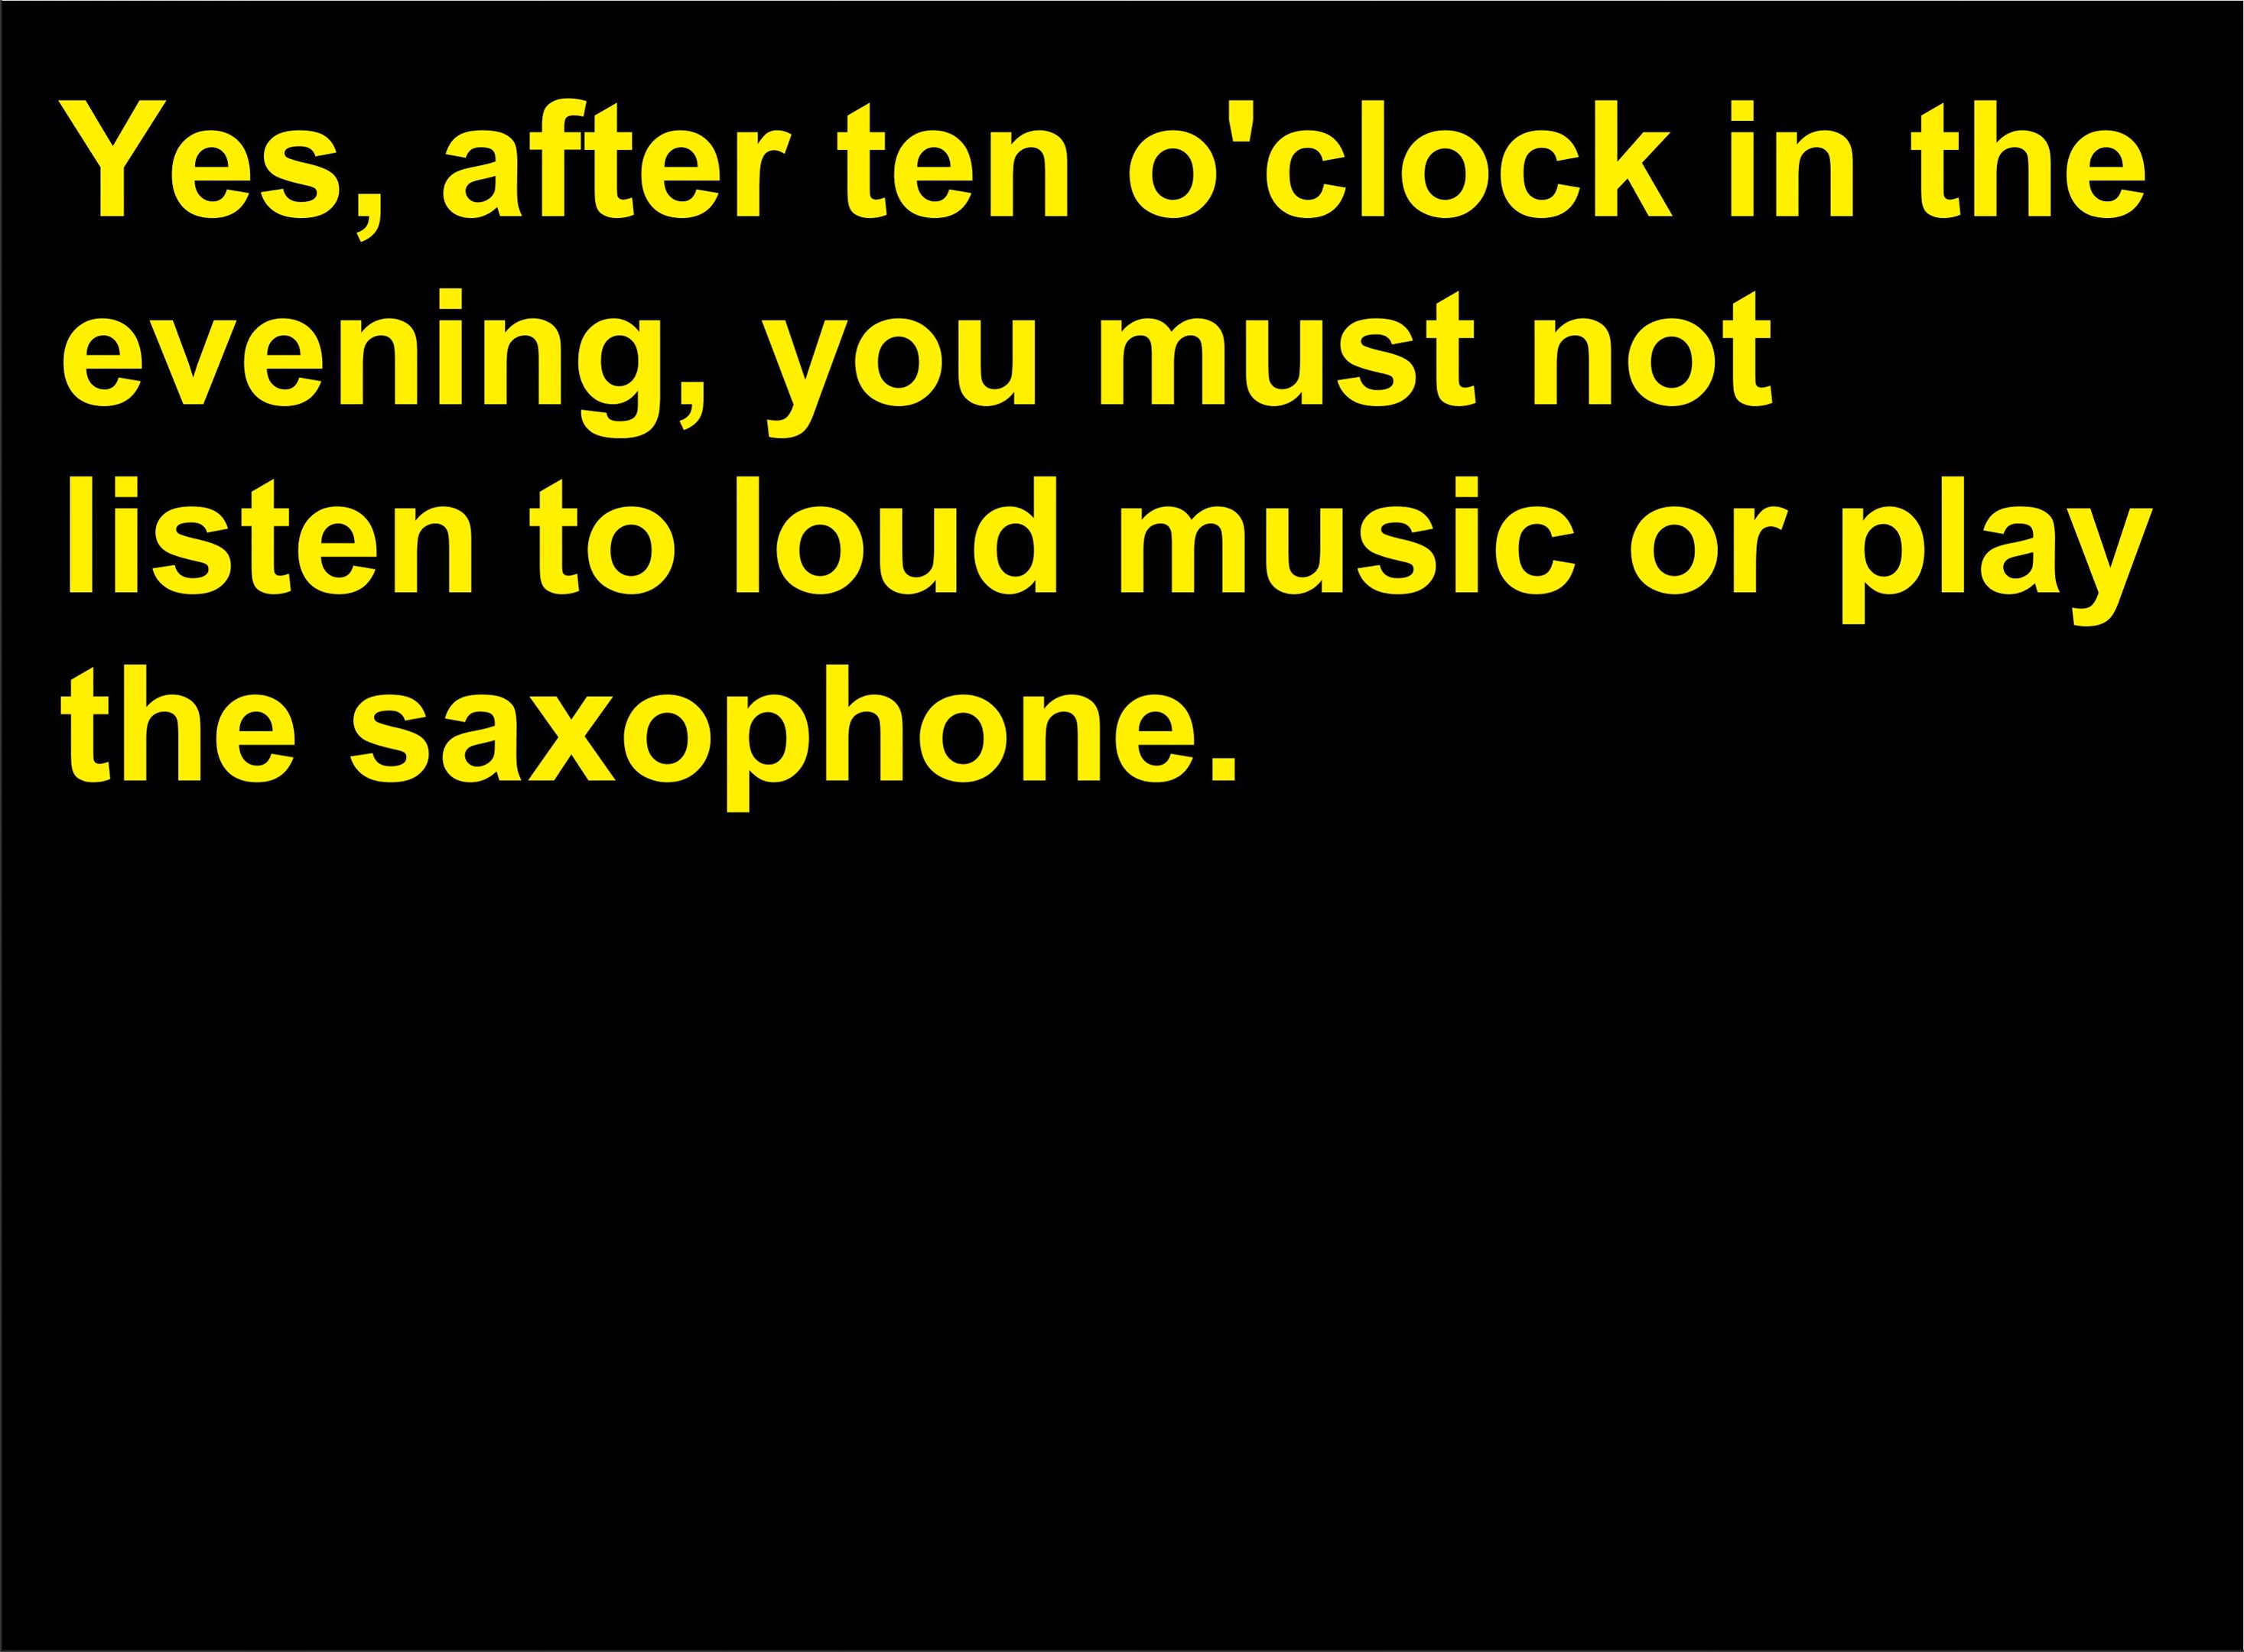 Yes, after ten o'clock in the
evening, you must not
listen to loud music or play
the saxophone.